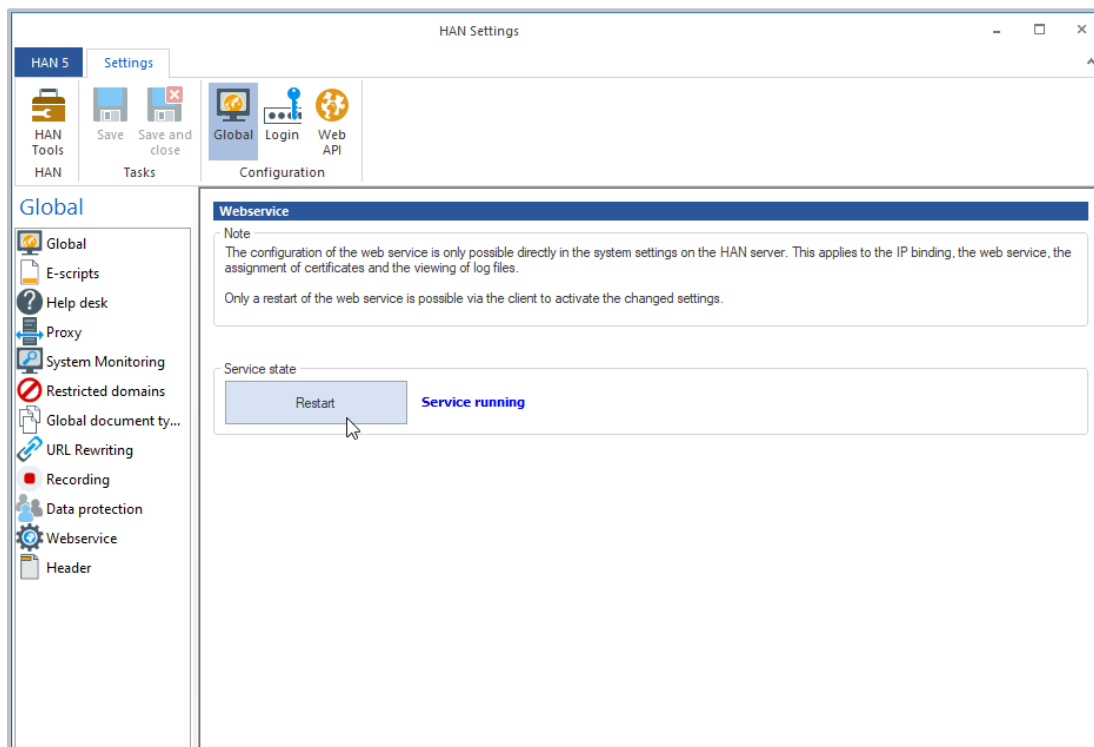 HAN Settings
HAN 5
Settings
HAN
Tools
Save
Save and
close
Global
Login
Web
API
HAN
Tasks
Configuration
Global
Global
E-scripts
Help desk
Proxy
System Monitoring
Restricted domains
Global document ty...
URL Rewriting
Recording
Data protection
Webservice
Header
Webservice
Note
The configuration of the web service is only possible directly in the system settings on the HAN server. This applies to the IP binding, the web service, the
assignment of certificates and the viewing of log files.
Only a restart of the web service is possible via the client to activate the changed settings.
Service state
Restart
Service running